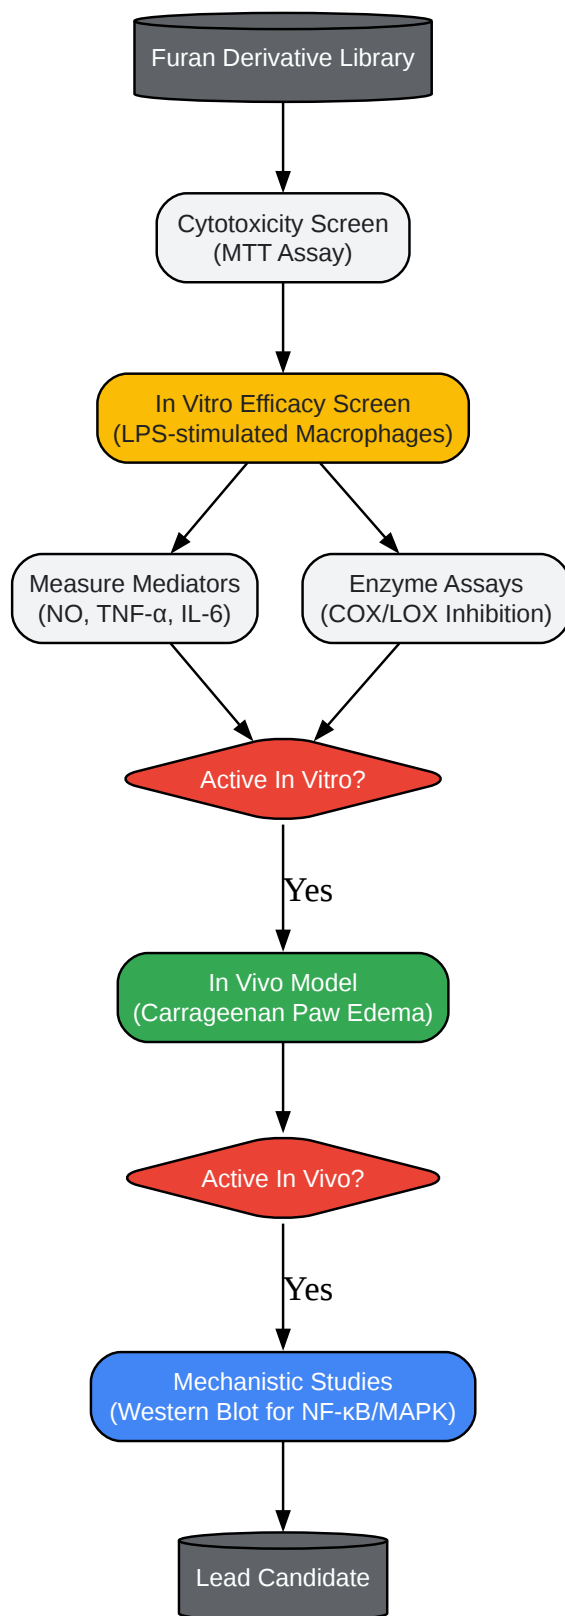 Furan Derivative Library
Cytotoxicity Screen
(MTT Assay)
In Vitro Efficacy Screen
(LPS-stimulated Macrophages)
Measure Mediators
(NO, TNF-α, IL-6)
Enzyme Assays
(COX/LOX Inhibition)
Active In Vitro?
Yes
In Vivo Model
(Carrageenan Paw Edema)
Active In Vivo?
Yes
Mechanistic Studies
(Western Blot for NF-κB/MAPK)
Lead Candidate